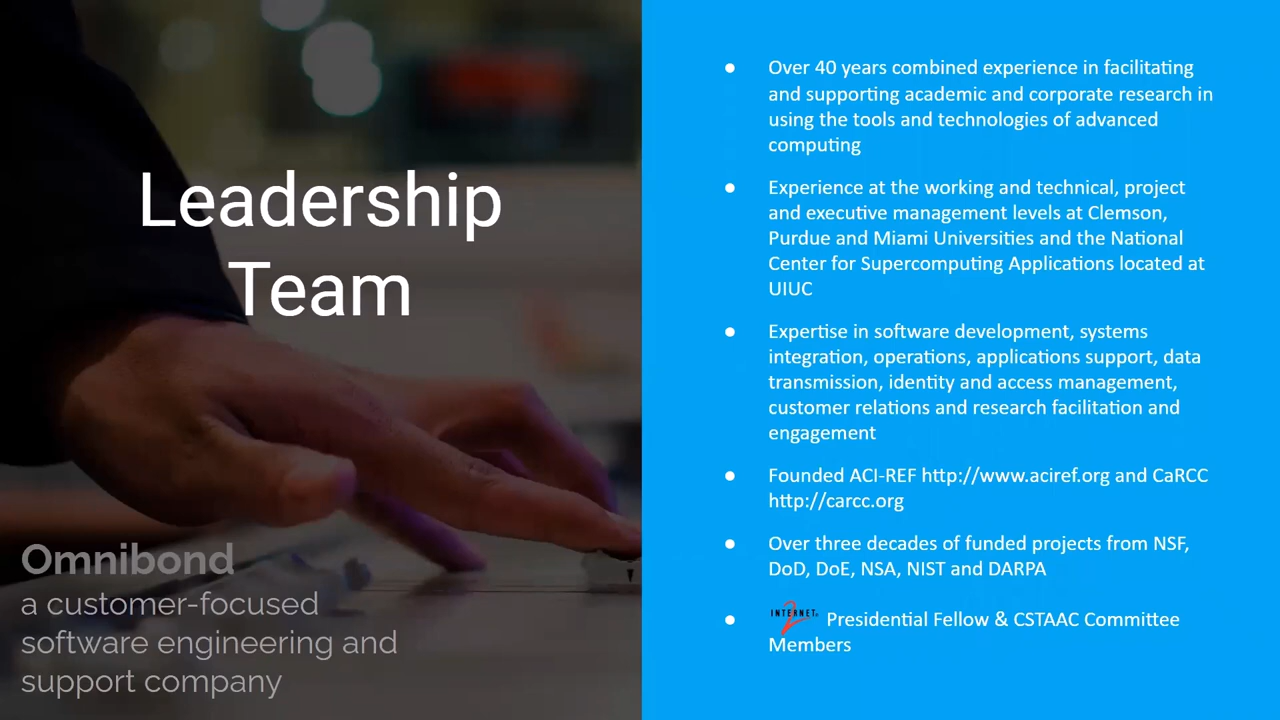 Leadership
Team
Omnibond
a customer-focused
software engineering and
support company
● Over 40 years combined experience in facilitating
and supporting academic and corporate research in
using the tools and technologies of advanced
computing
● Experience at the working and technical, project
and executive management levels at Clemson,
Purdue and Miami Universities and the National
Center for Supercomputing Applications located at
UIUC
● Expertise in software development, systems
integration, operations, applications support, data
transmission, identity and access management,
customer relations and research facilitation and
engagement
● Founded ACI-REF http://www.aciref.org and CaRCC
http://carcc.org
● Over three decades of funded projects from NSF,
DoD, DoE, NSA, NIST and DARPA
● INTERNET2 Presidential Fellow & CSTAAC Committee
Members